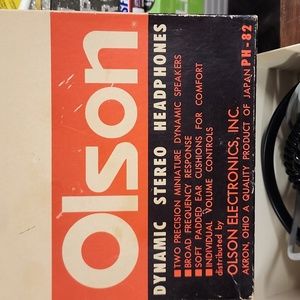 Olson
DYNAMIC STEREO HEADPHONES
TWO PRECISION MINIATURE DYNAMIC SPEAKERS
BROAD FREQUENCY RESPONSE
SOFT PADDED EAR CUSHIONS FOR COMFORT
INDIVIDUAL VOLUME CONTROLS
distributed by
OLSON ELECTRONICS, INC.
AKRON, OHIO A QUALITY PRODUCT OF JAPAN PH-82